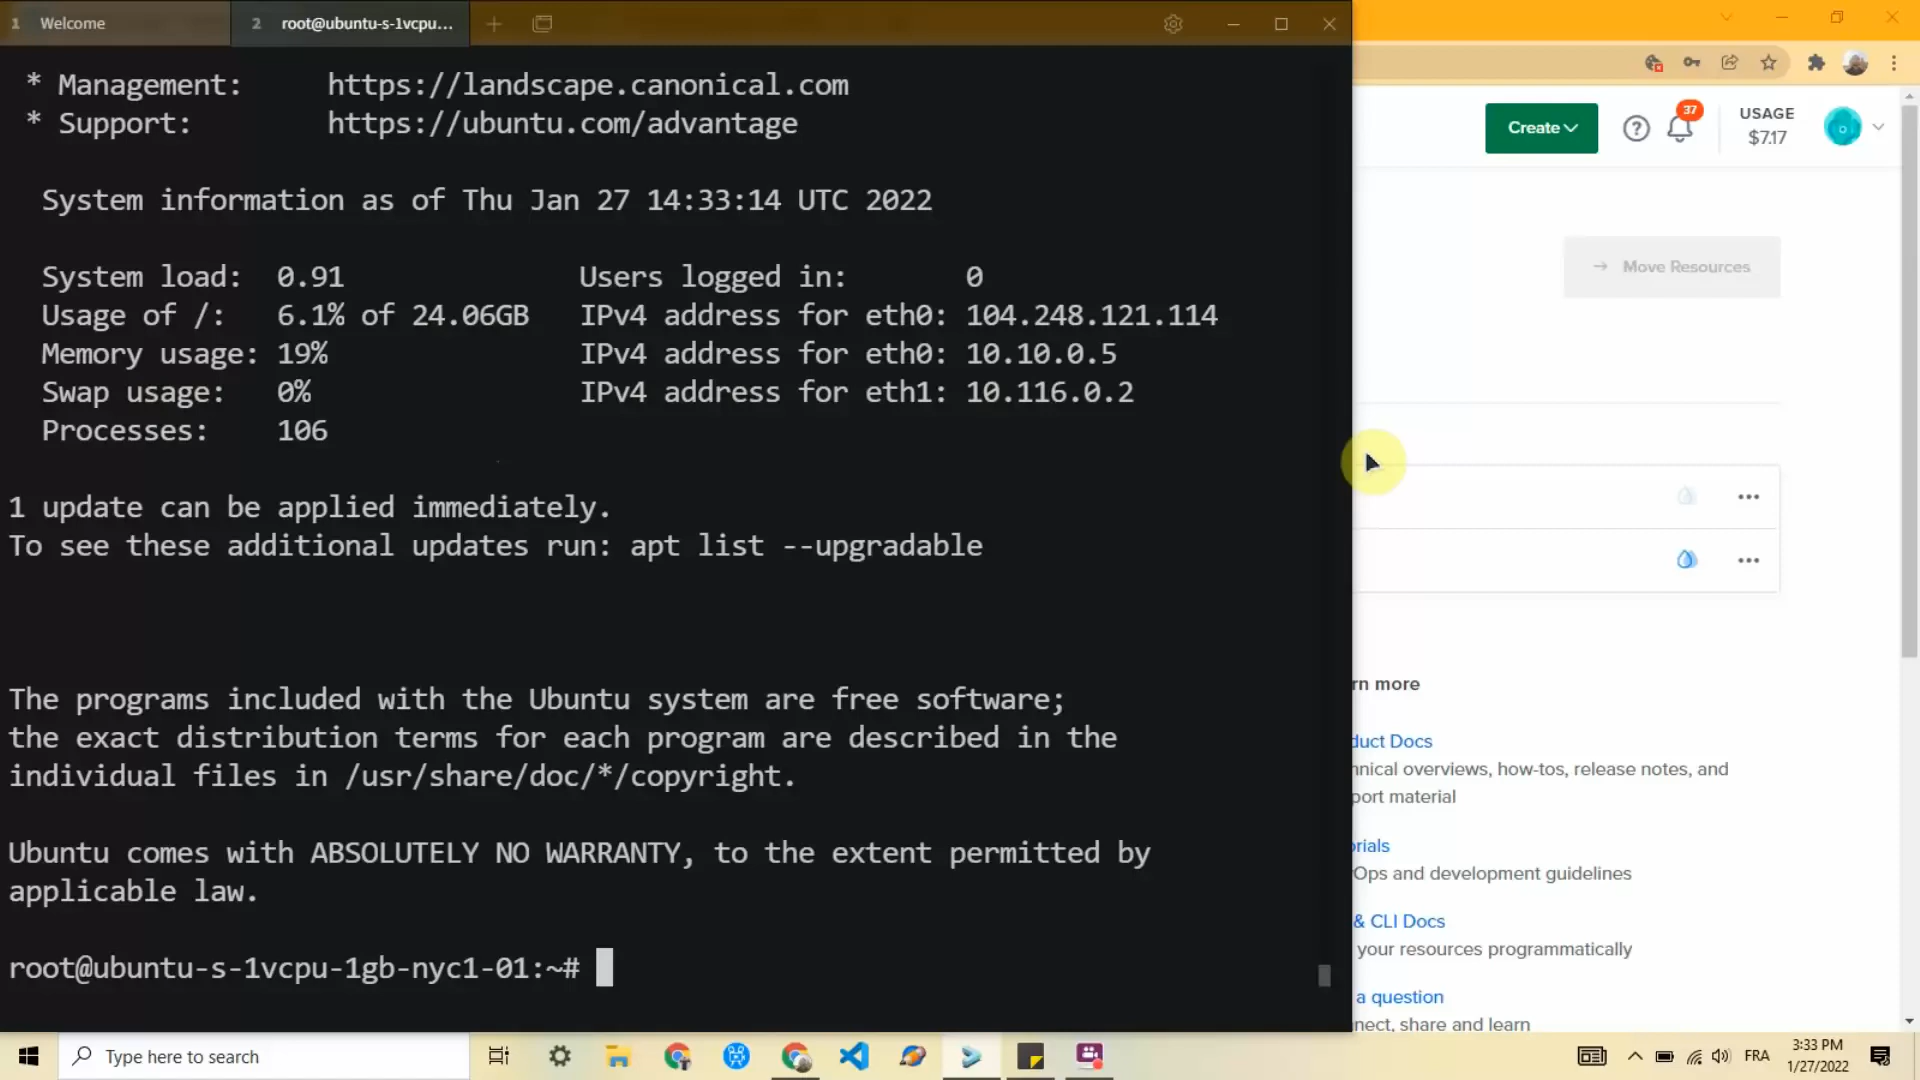 1 Welcome
2 root@ubuntu-s-1vcpu...
* Management: https://landscape.canonical.com
* Support: https://ubuntu.com/advantage
System information as of Thu Jan 27 14:33:14 UTC 2022
System load: 0.91 Users logged in: 0
Usage of /: 6.1% of 24.06GB IPv4 address for eth0: 104.248.121.114
Memory usage: 19% IPv4 address for eth0: 10.10.0.5
Swap usage: 0% IPv4 address for eth1: 10.116.0.2
Processes: 106
1 update can be applied immediately.
To see these additional updates run: apt list --upgradable
The programs included with the Ubuntu system are free software;
the exact distribution terms for each program are described in the
individual files in /usr/share/doc/*/copyright.
Ubuntu comes with ABSOLUTELY NO WARRANTY, to the extent permitted by
applicable law.
root@ubuntu-s-1vcpu-1gb-nyc1-01:~#
Create
37
USAGE
$7.17
→ Move Resources
rn more
duct Docs
nical overviews, how-tos, release notes, and
port material
rials
Ops and development guidelines
& CLI Docs
your resources programmatically
a question
nect, share and learn
Type here to search
FRA
3:33 PM
1/27/2022